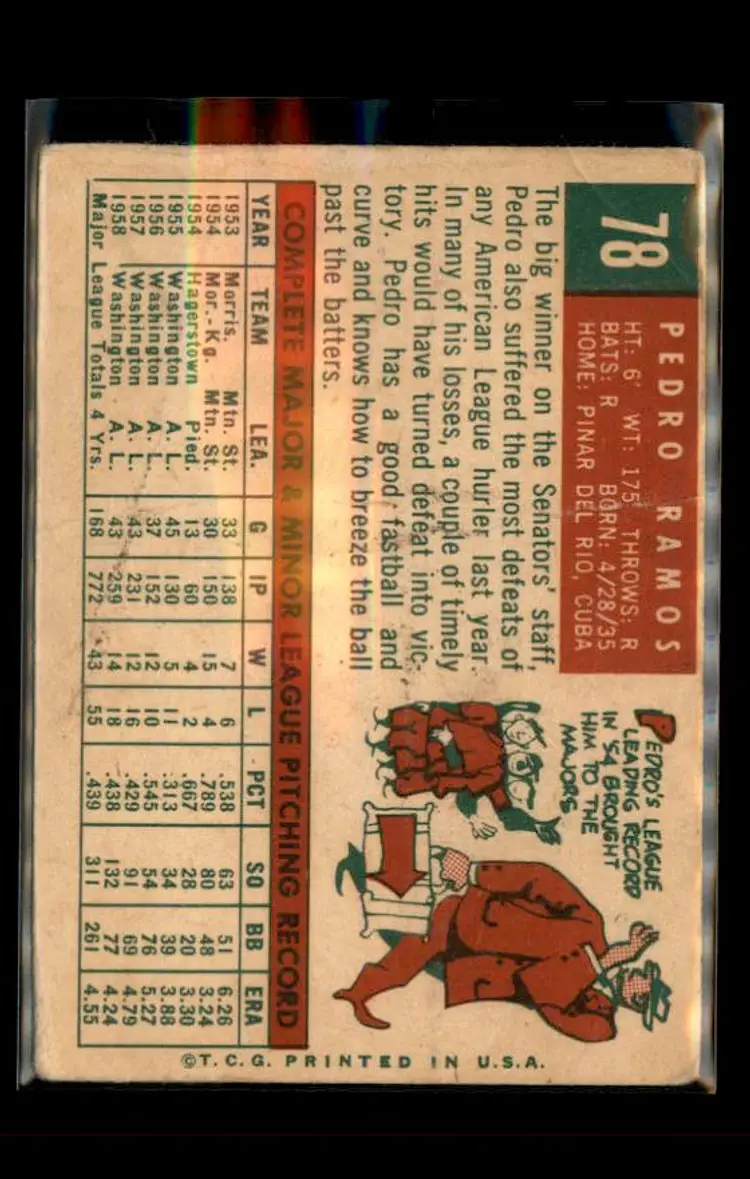 78
PEDRO RAMOS
HT: 6' WT: 175 THROWS: R
BATS: R BORN: 4/28/35
HOME: PINAR DEL RIO, CUBA
The big winner on the Senators' staff,
Pedro also suffered the most defeats of
any American League hurler last year.
In many of his losses, a couple of timely
hits would have turned defeat into vic-
tory. Pedro has a good fastball and
curve and knows how to breeze the ball
past the batters.
PEDRO'S LEAGUE
LEADING RECORD
IN '54 BROUGHT
HIM TO THE
MAJORS
COMPLETE MAJOR & MINOR LEAGUE PITCHING RECORD
YEAR TEAM LEA. G IP W L PCT SO BB ERA
1953 Morris. Mtn. St. 33 138 7 6 .538 63 51 6.26
1954 Mor.-Kg. Mtn. St. 30 150 15 4 .789 80 48 3.24
1954 Hagerstown Pied. 13 60 4 2 .667 28 20 3.30
1955 Washington A. L. 45 130 5 11 .313 34 39 3.88
1956 Washington A. L. 37 152 12 10 .545 54 76 5.27
1957 Washington A. L. 43 231 12 16 .429 91 69 4.79
1958 Washington A. L. 43 259 14 18 .438 132 77 4.24
Major League Totals 4 Yrs. 168 772 43 55 .439 311 261 4.55
©T.C.G. PRINTED IN U.S.A.